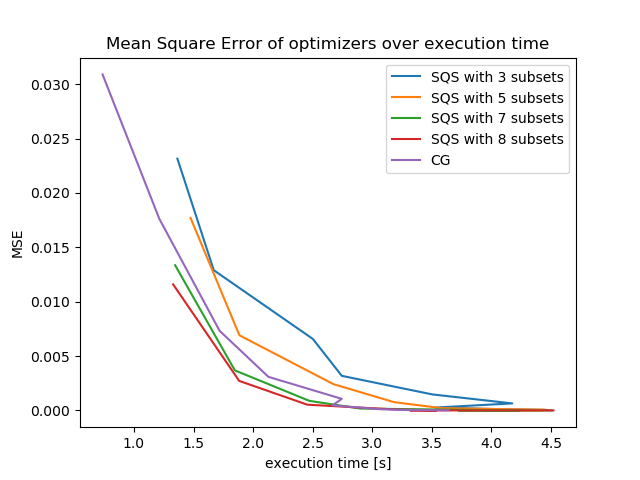 Mean Square Error of optimizers over execution time
SQS with 3 subsets
SQS with 5 subsets
SQS with 7 subsets
SQS with 8 subsets
CG
MSE
0.030
0.025
0.020
0.015
0.010
0.005
0.000
1.0 1.5 2.0 2.5 3.0 3.5 4.0 4.5
execution time [s]